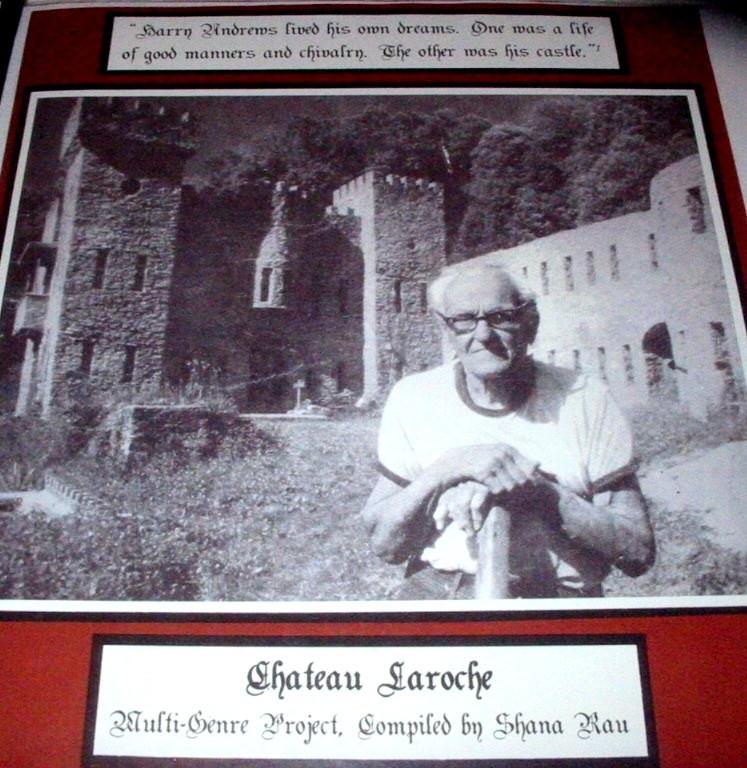 "Harry Andrews lived his own dreams. One was a life
of good manners and chivalry. The other was his castle."1
Chateau Laroche
Multi-Genre Project, Compiled by Shana Rau